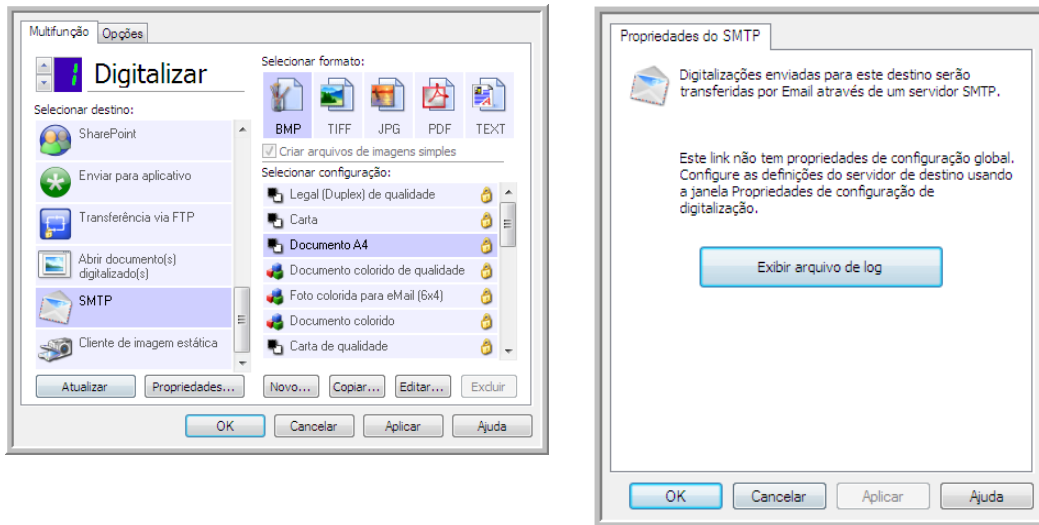 Multifunção
Opções
1
Digitalizar
Selecionar destino:
SharePoint
Enviar para aplicativo
Transferência via FTP
Abrir documento(s)
digitalizado(s)
SMTP
Cliente de imagem estática
Atualizar
Propriedades...
Selecionar formato:
BMP
TIFF
JPG
PDF
TEXT
Criar arquivos de imagens simples
Selecionar configuração:
Legal (Duplex) de qualidade
Carta
Documento A4
Documento colorido de qualidade
Foto colorida para eMail (6x4)
Documento colorido
Carta de qualidade
Novo...
Copiar...
Editar...
Excluir
OK
Cancelar
Aplicar
Ajuda
Propriedades do SMTP
Digitalizações enviadas para este destino serão
transferidas por Email através de um servidor SMTP.
Este link não tem propriedades de configuração global.
Configure as definições do servidor de destino usando
a janela Propriedades de configuração de
digitalização.
Exibir arquivo de log
OK
Cancelar
Aplicar
Ajuda